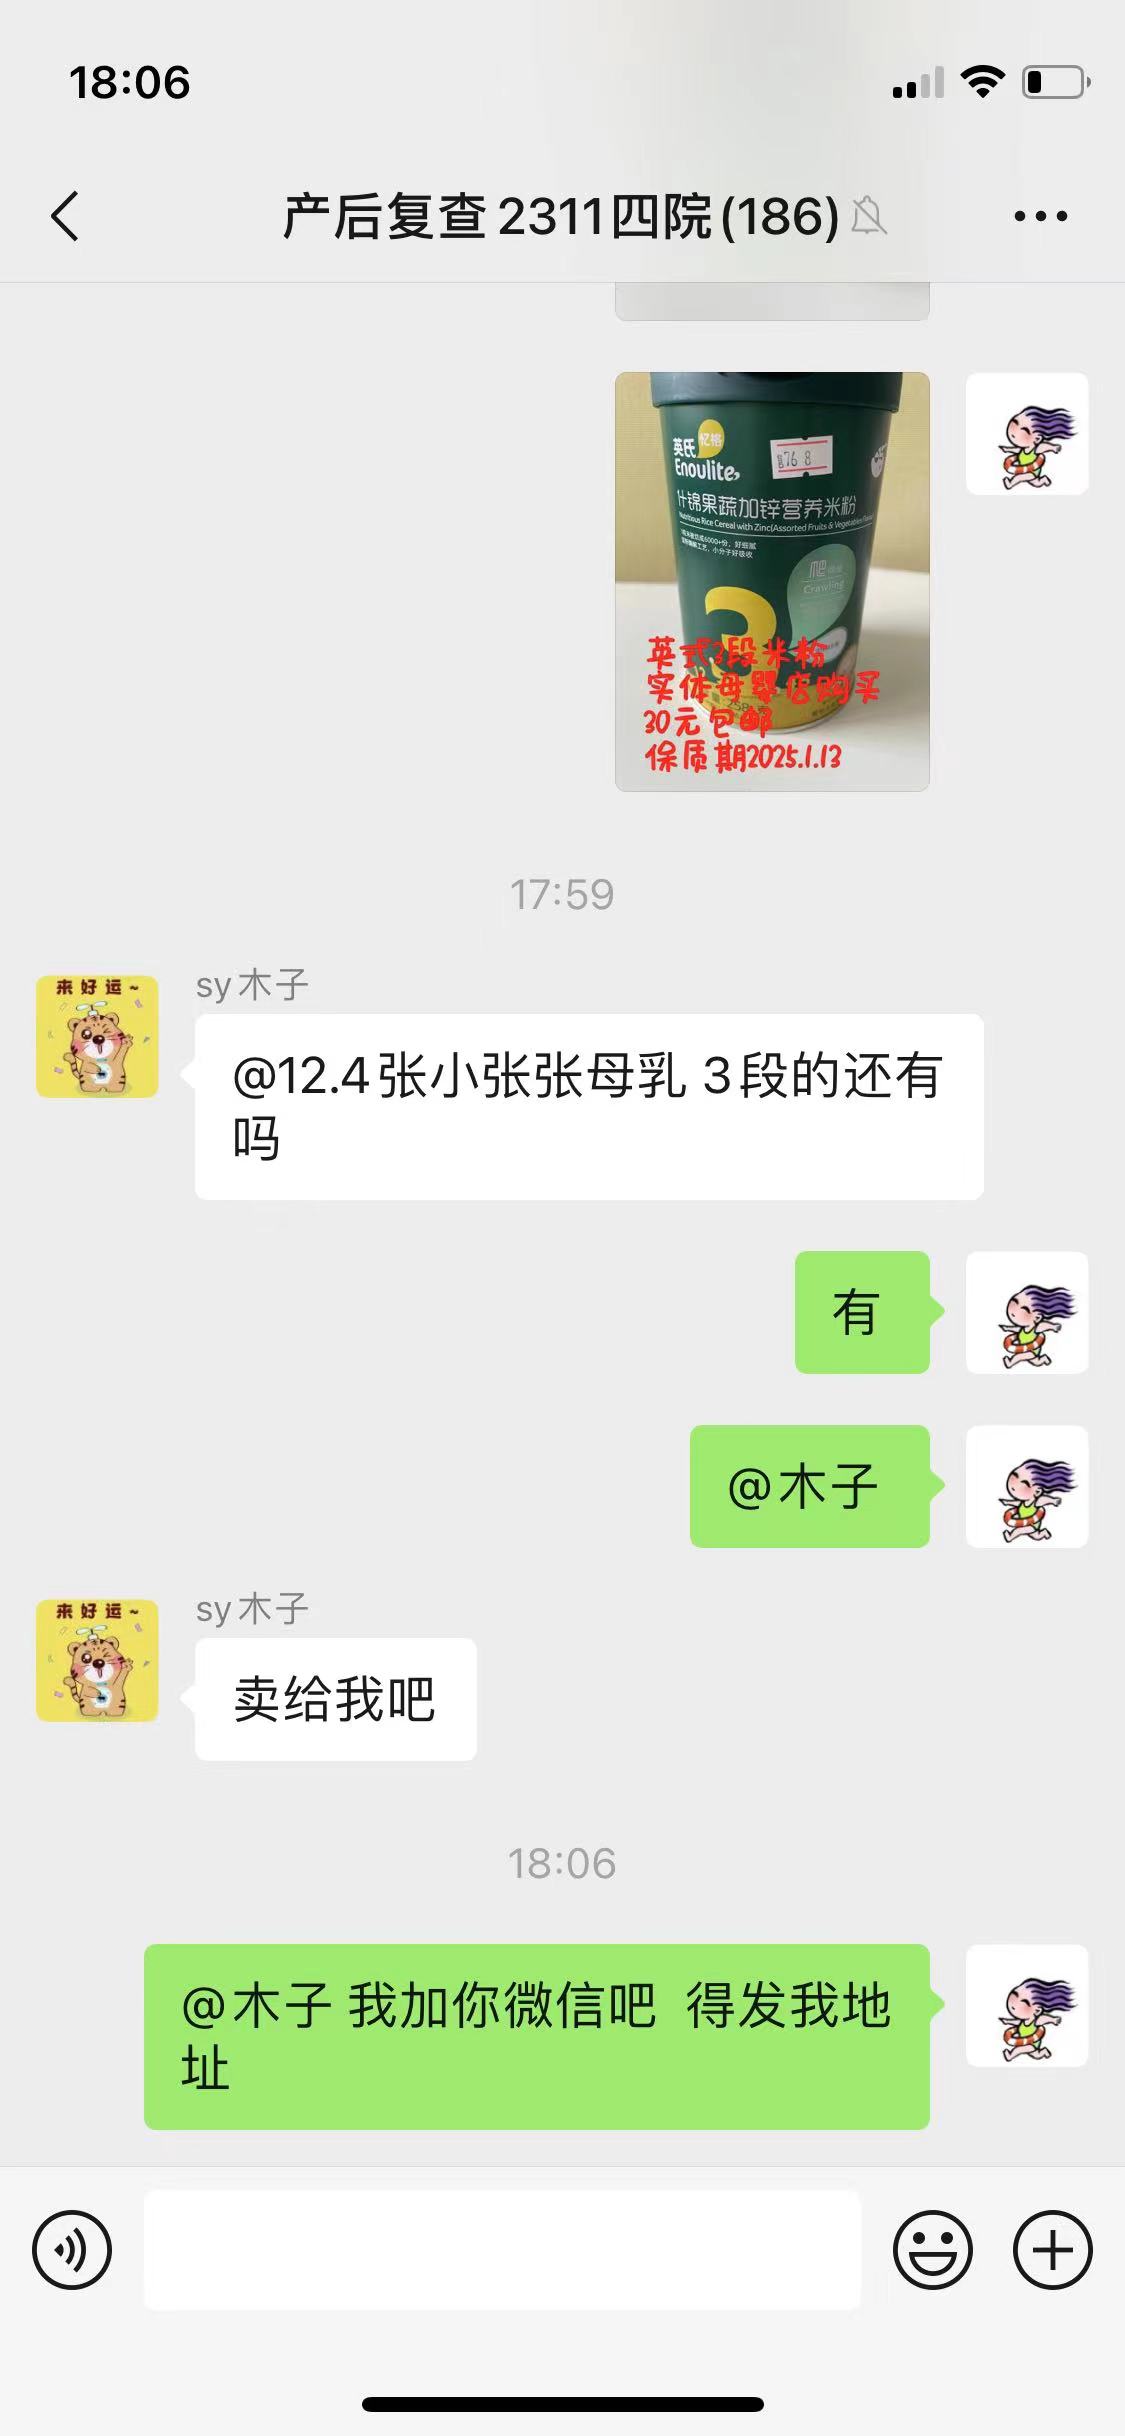 18:06
产后复查2311四院(186)
英氏
忆格
Enoulite
76 8
什锦果蔬加锌营养米粉
Nutritious Rice Cereal with Zinc(Assorted Fruits & Vegetables
爬
Crawling
3
英式3段米粉
实体母婴店购买
30元包邮
保质期2025.1.13
17:59
来好运~
sy木子
@12.4张小张张母乳 3段的还有
吗
有
@木子
来好运~
sy木子
卖给我吧
18:06
@木子 我加你微信吧  得发我地
址